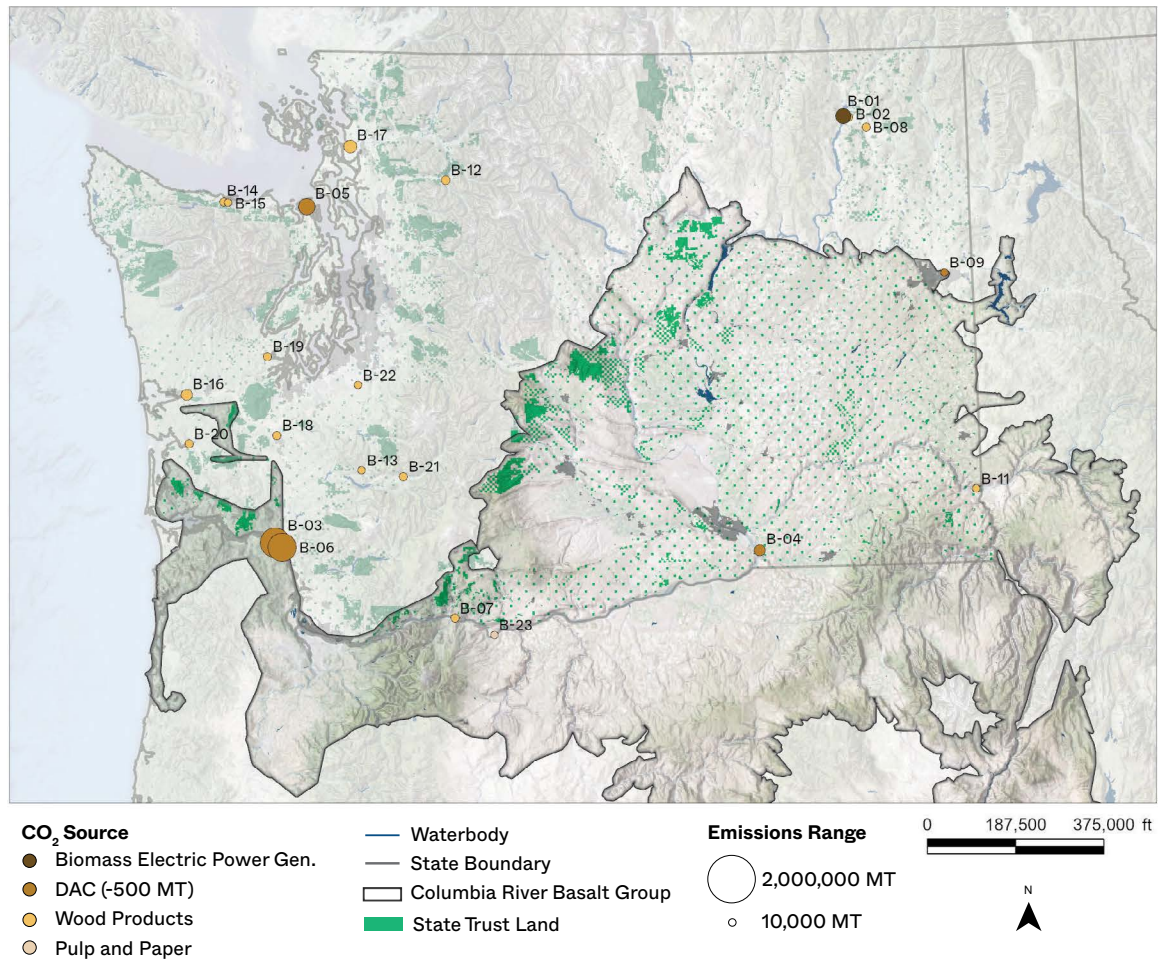 B-01
B-02
B-08
B-17
B-12
B-14
B-15
B-05
B-09
B-19
B-22
B-16
B-18
B-20
B-13
B-21
B-11
B-03
B-06
B-04
B-07
B-23
CO2 Source
Biomass Electric Power Gen.
DAC (-500 MT)
Wood Products
Pulp and Paper
Waterbody
State Boundary
Columbia River Basalt Group
State Trust Land
Emissions Range
2,000,000 MT
10,000 MT
0 187,500 375,000 ft
N